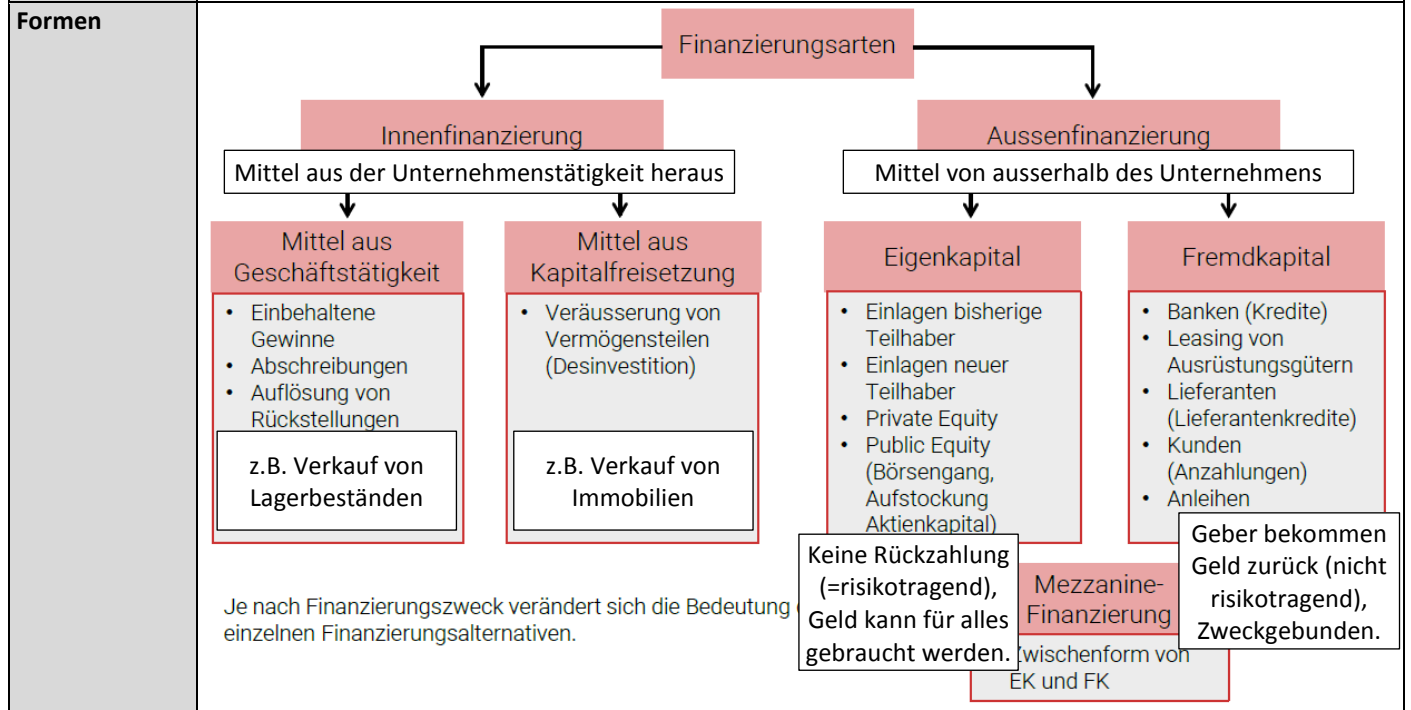 Formen
Finanzierungsarten
Innenfinanzierung
Mittel aus der Unternehmenstätigkeit heraus
Mittel aus
Geschäftstätigkeit
• Einbehaltene
Gewinne
• Abschreibungen
• Auflösung von
Rückstellungen
z.B. Verkauf von
Lagerbeständen
Mittel aus
Kapitalfreisetzung
• Veräusserung von
Vermögensteilen
(Desinvestition)
z.B. Verkauf von
Immobilien
Aussenfinanzierung
Mittel von ausserhalb des Unternehmens
Eigenkapital
• Einlagen bisherige
Teilhaber
• Einlagen neuer
Teilhaber
• Private Equity
• Public Equity
(Börsengang,
Aufstockung
Aktienkapital)
Keine Rückzahlung
(=risikotragend),
Geld kann für alles
gebraucht werden.
Fremdkapital
• Banken (Kredite)
• Leasing von
Ausrüstungsgütern
• Lieferanten
(Lieferantenkredite)
• Kunden
(Anzahlungen)
• Anleihen
Geber bekommen
Geld zurück (nicht
risikotragend),
Zweckgebunden.
Mezzanine-
Finanzierung
Zwischenform von
EK und FK
Je nach Finanzierungszweck verändert sich die Bedeutung
einzelnen Finanzierungsalternativen.